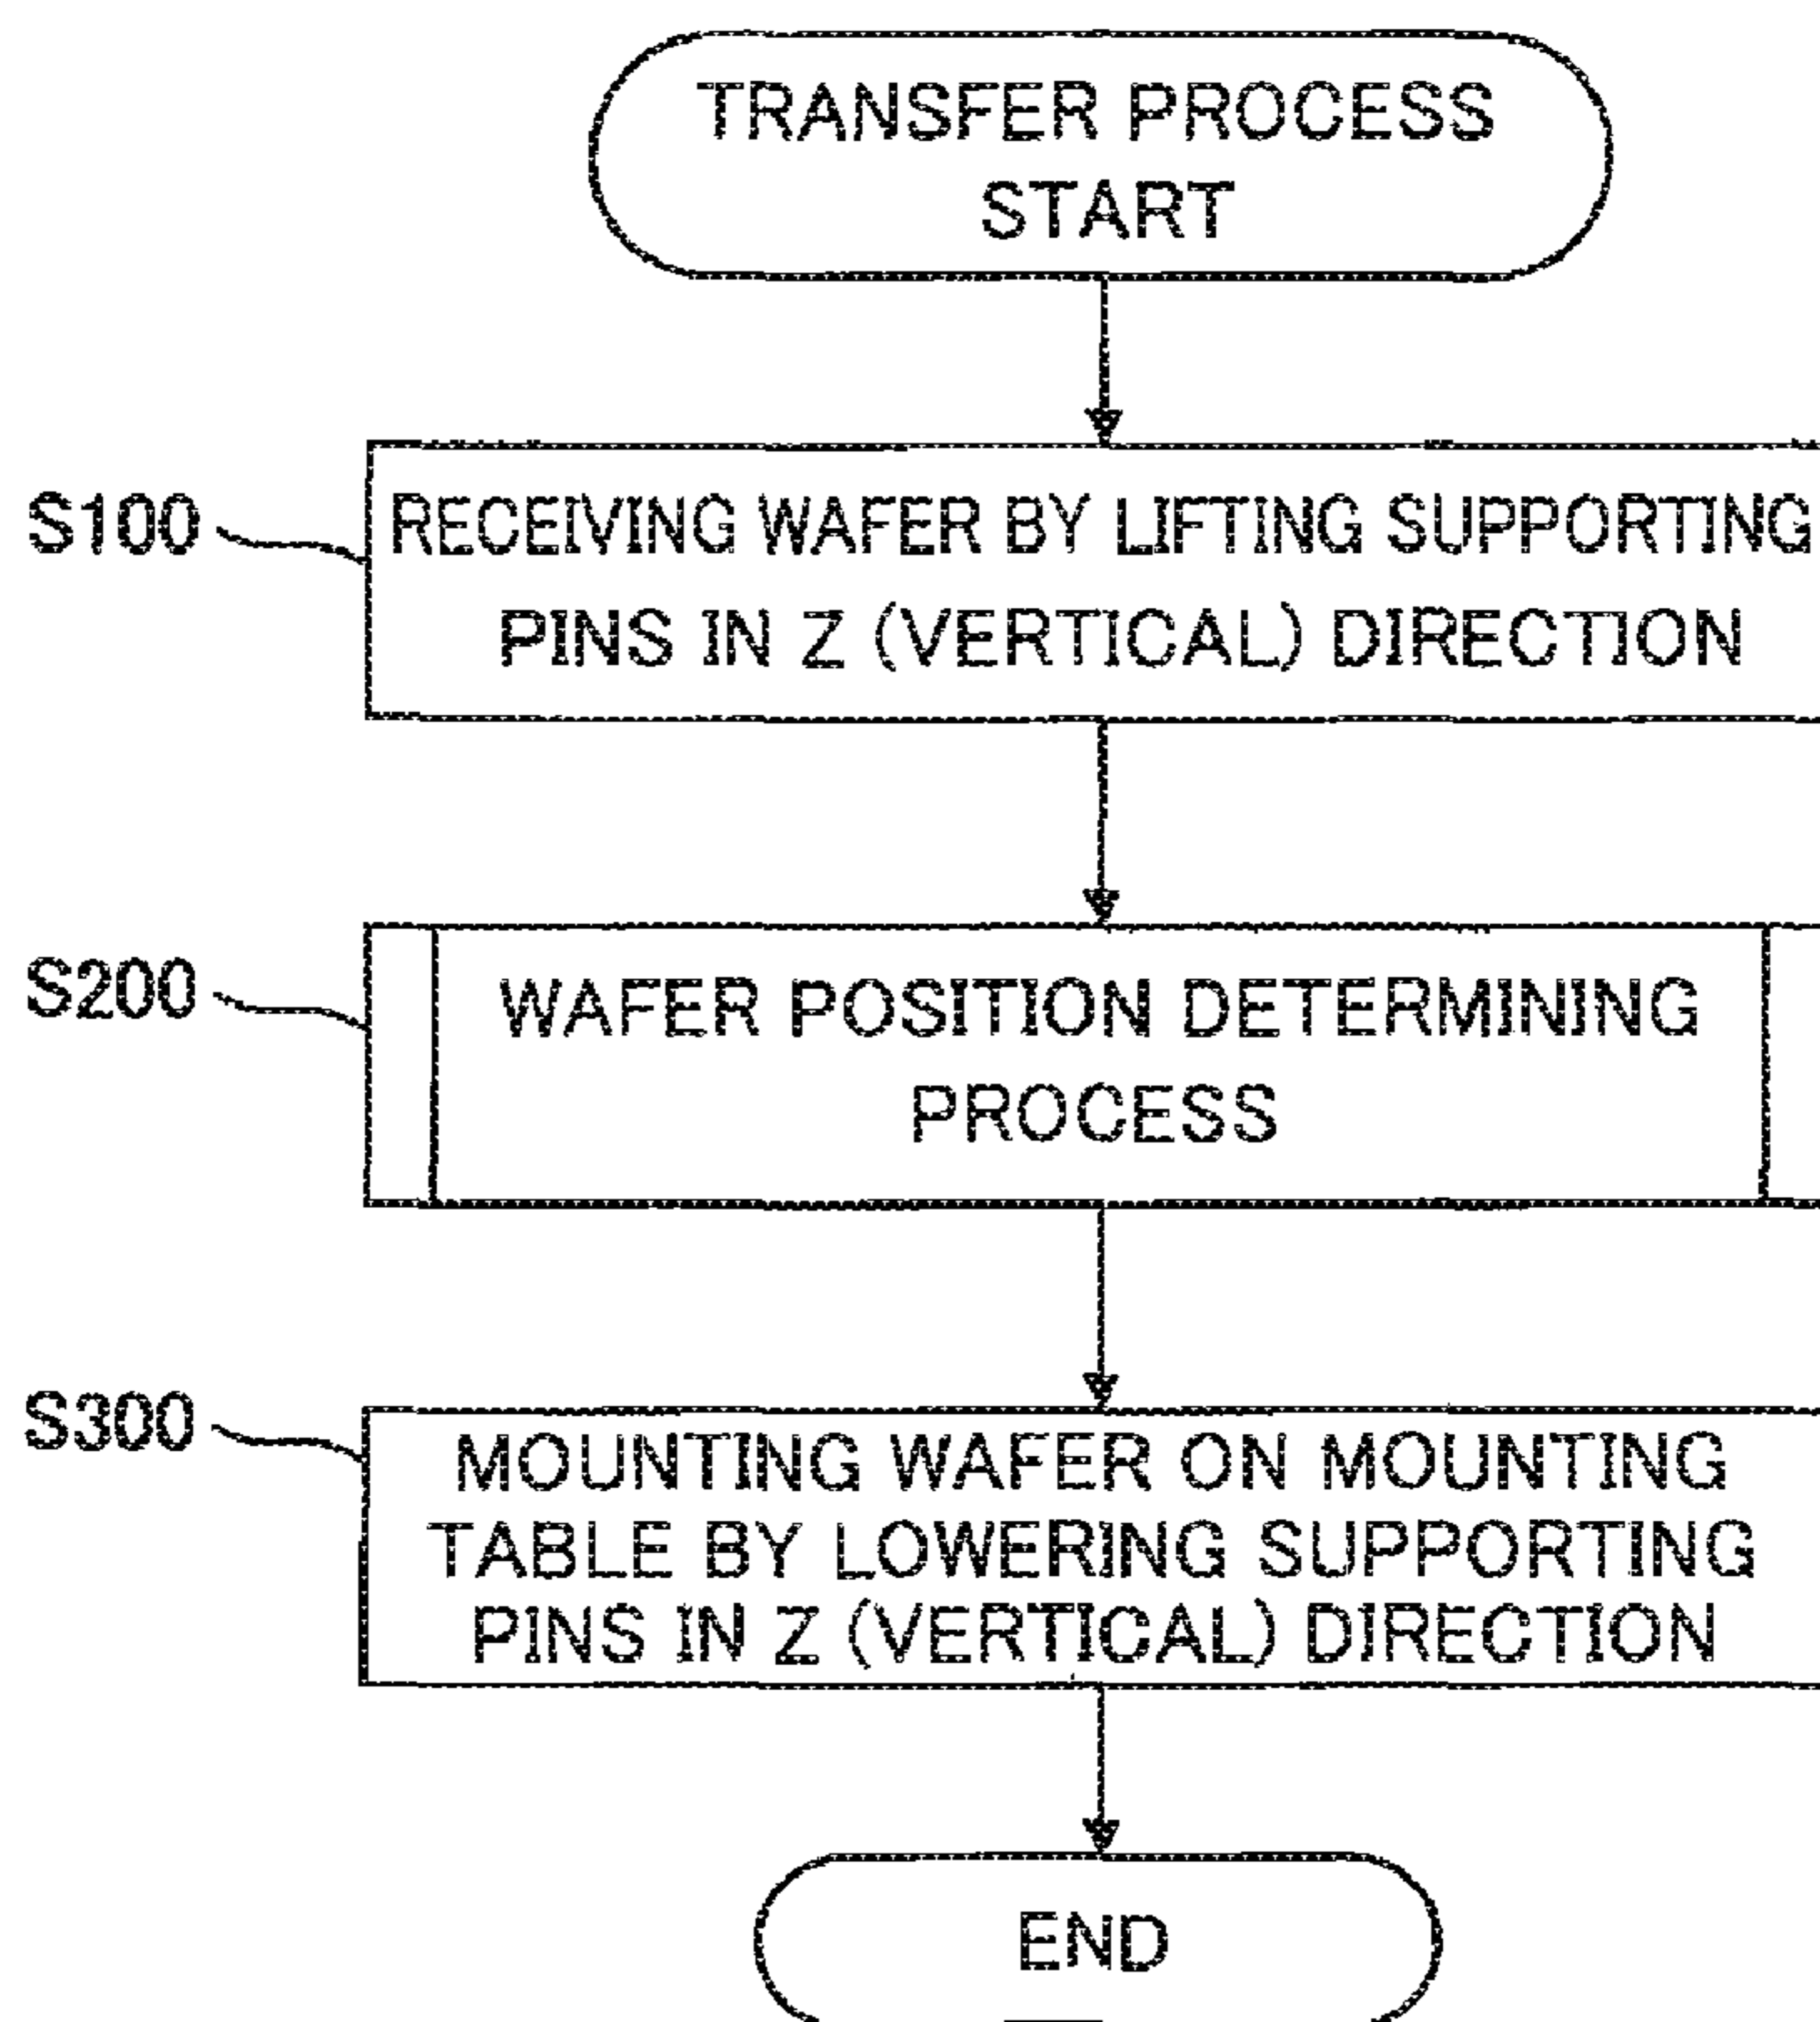 TRANSFER PROCESS
START
S100
RECEIVING WAFER BY LIFTING SUPPORTING
PINS IN Z (VERTICAL) DIRECTION
S200
WAFER POSITION DETERMINING
PROCESS
S300
MOUNTING WAFER ON MOUNTING
TABLE BY LOWERING SUPPORTING
PINS IN Z (VERTICAL) DIRECTION
END